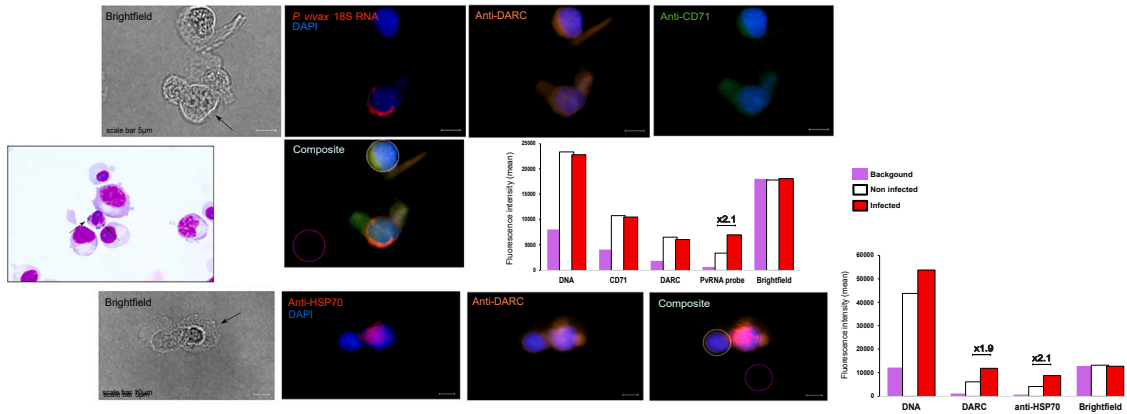 Brightfield
P. vivax 18S RNA
DAPI
Anti-DARC
Anti-CD71
scale bar 5µm
Composite
Fluorescence intensity (mean)
25000
20000
15000
10000
5000
0
x2.1
DNA
CD71
DARC
PvRNA probe
Brightfield
Backgound
Non infected
Infected
Brightfield
Anti-HSP70
DAPI
Anti-DARC
Composite
Fluorescence intensity (mean)
60000
50000
40000
30000
20000
10000
0
x1.9
x2.1
DNA
DARC
anti-HSP70
Brightfield